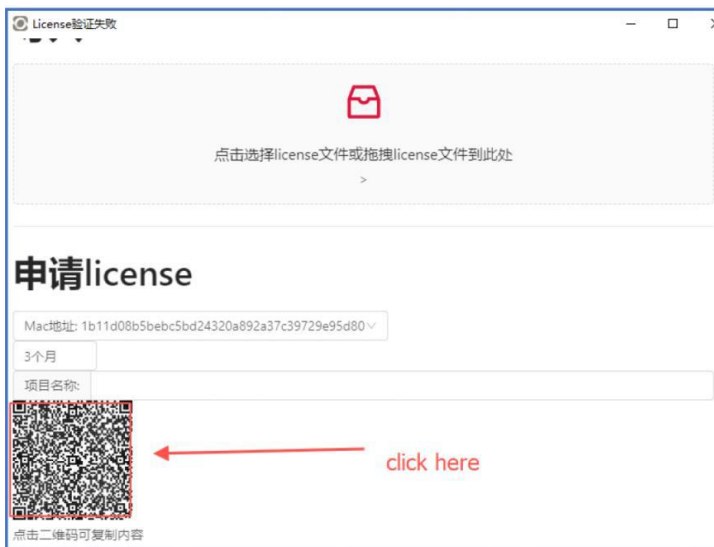 License验证失败
点击选择license文件或拖拽license文件到此处
>
申请license
Mac地址: 1b11d08b5bebc5bd24320a892a37c39729e95d80
3个月
项目名称:
click here
点击二维码可复制内容